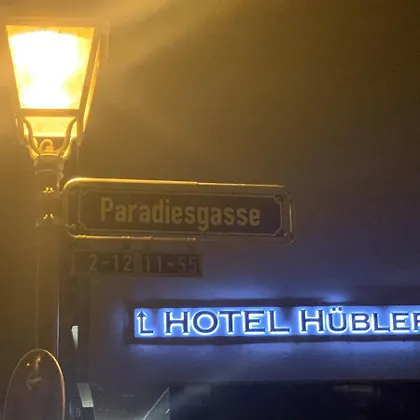 Paradiesgasse
2-12 11-55
HOTEL HÜBLER